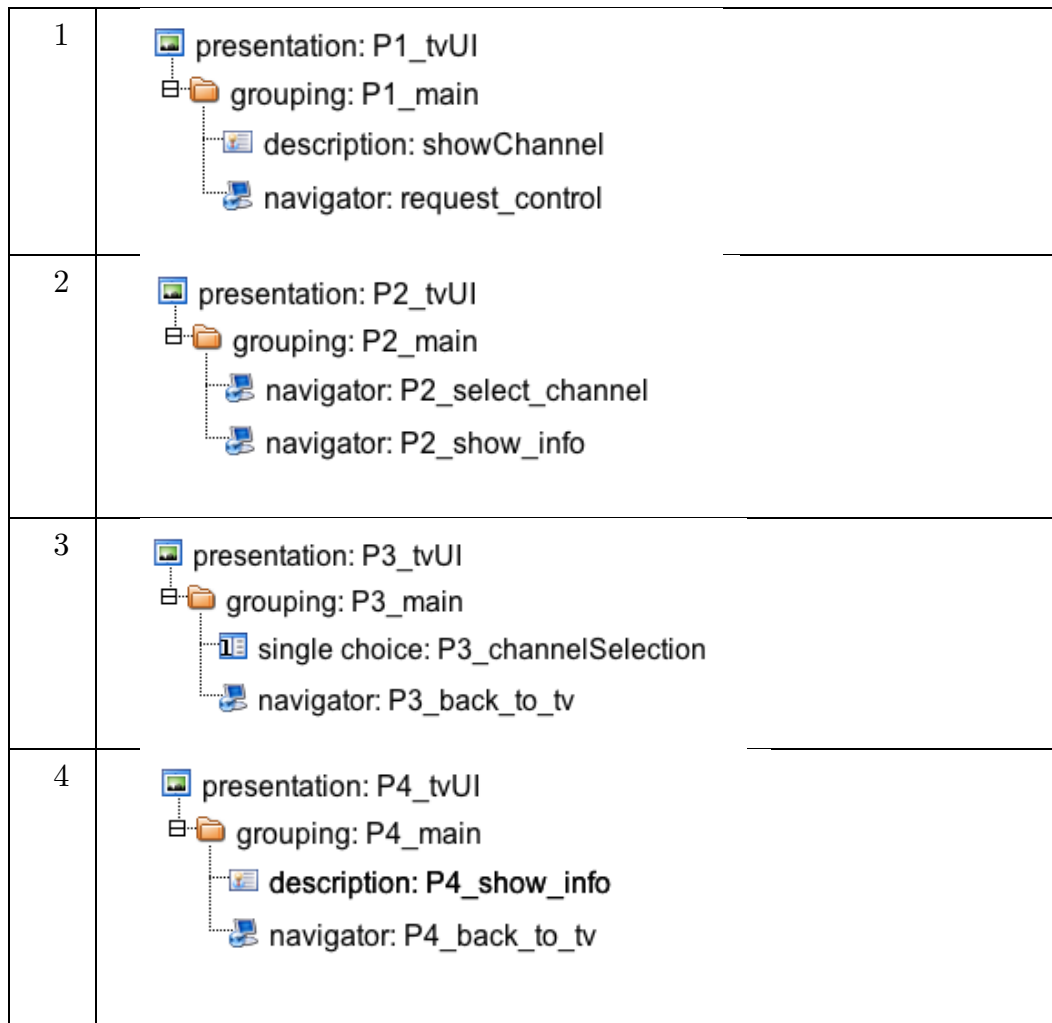 1
presentation: P1_tvUI
grouping: P1_main
description: showChannel
navigator: request_control
2
presentation: P2_tvUI
grouping: P2_main
navigator: P2_select_channel
navigator: P2_show_info
3
presentation: P3_tvUI
grouping: P3_main
single choice: P3_channelSelection
navigator: P3_back_to_tv
4
presentation: P4_tvUI
grouping: P4_main
description: P4_show_info
navigator: P4_back_to_tv